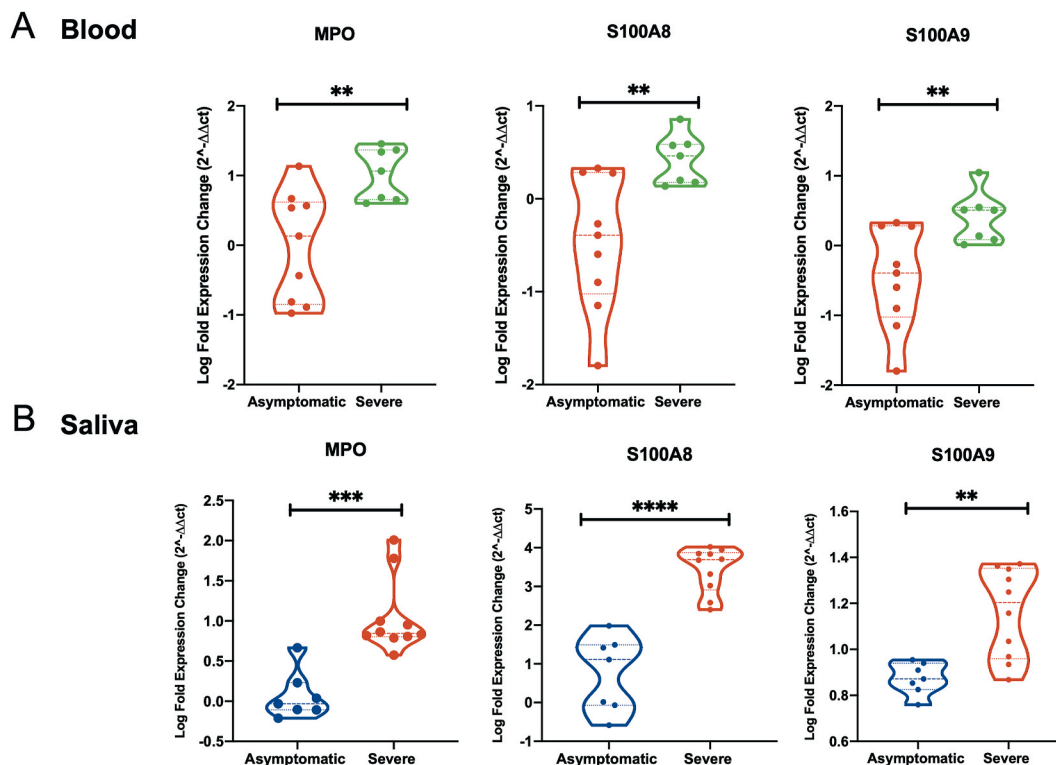 A Blood
MPO
S100A8
S100A9
**
**
**
Log Fold Expression Change (2^-ΔΔct)
2
1
0
-1
-2
Asymptomatic Severe
Log Fold Expression Change (2^-ΔΔct)
1
0
-1
-2
Asymptomatic Severe
Log Fold Expression Change (2^-ΔΔct)
2
1
0
-1
-2
Asymptomatic Severe
B Saliva
MPO
S100A8
S100A9
***
****
**
Log Fold Expression Change (2^-ΔΔct)
2.5
2.0
1.5
1.0
0.5
0.0
-0.5
Asymptomatic Severe
Log Fold Expression Change (2^-ΔΔct)
5
4
3
2
1
0
-1
Asymptomatic Severe
Log Fold Expression Change (2^-ΔΔct)
1.6
1.4
1.2
1.0
0.8
0.6
Asymptomatic Severe